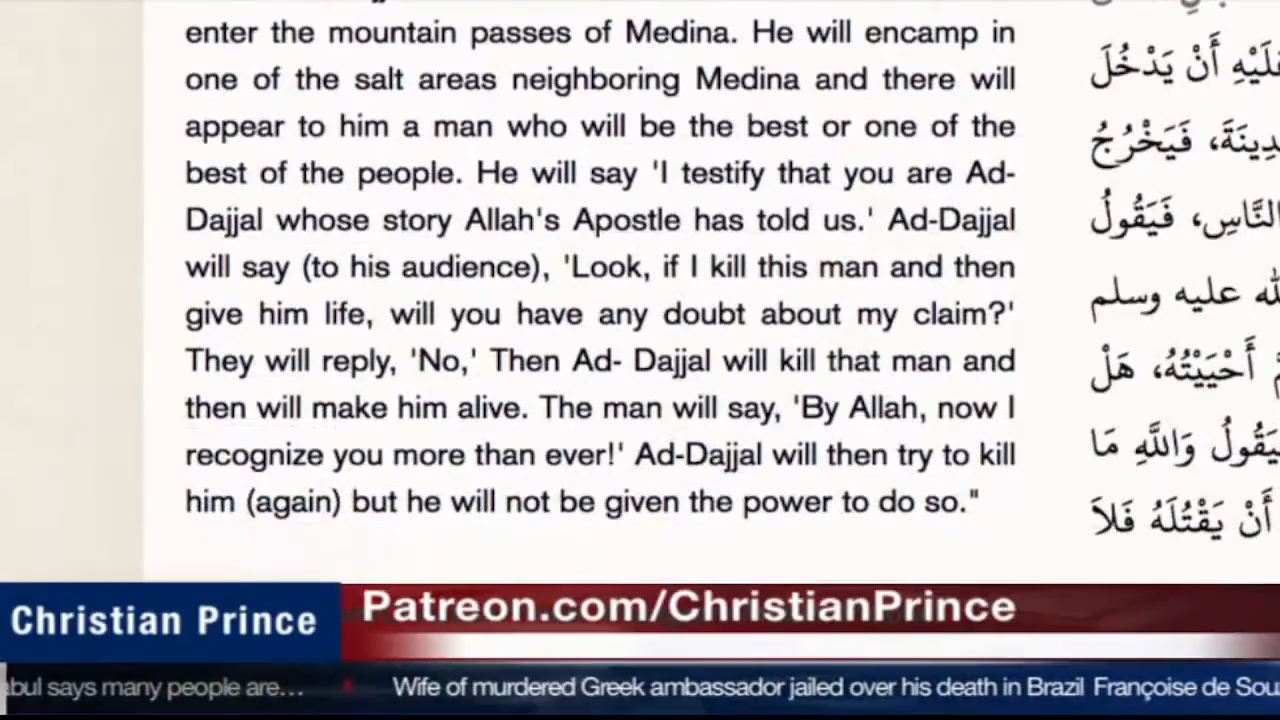 enter the mountain passes of Medina. He will encamp in
one of the salt areas neighboring Medina and there will
appear to him a man who will be the best or one of the
best of the people. He will say 'I testify that you are Ad-
Dajjal whose story Allah's Apostle has told us.' Ad-Dajjal
will say (to his audience), 'Look, if I kill this man and then
give him life, will you have any doubt about my claim?'
They will reply, 'No,' Then Ad- Dajjal will kill that man and
then will make him alive. The man will say, 'By Allah, now I
recognize you more than ever!' Ad-Dajjal will then try to kill
him (again) but he will not be given the power to do so."
عَلَيْهِ أَنْ يَدْخُلَ
فَيَخْرُجُ
النَّاسِ، فَيَقُولُ
الله عليه وسلم
أَحْيَيْتُهُ، هَلْ
فَيَقُولُ وَاللَّهِ مَا
أَنْ يَقْتُلَهُ فَلاَ
Christian Prince
Patreon.com/ChristianPrince
says many people are...
Wife of murdered Greek ambassador jailed over his death in Brazil Françoise de